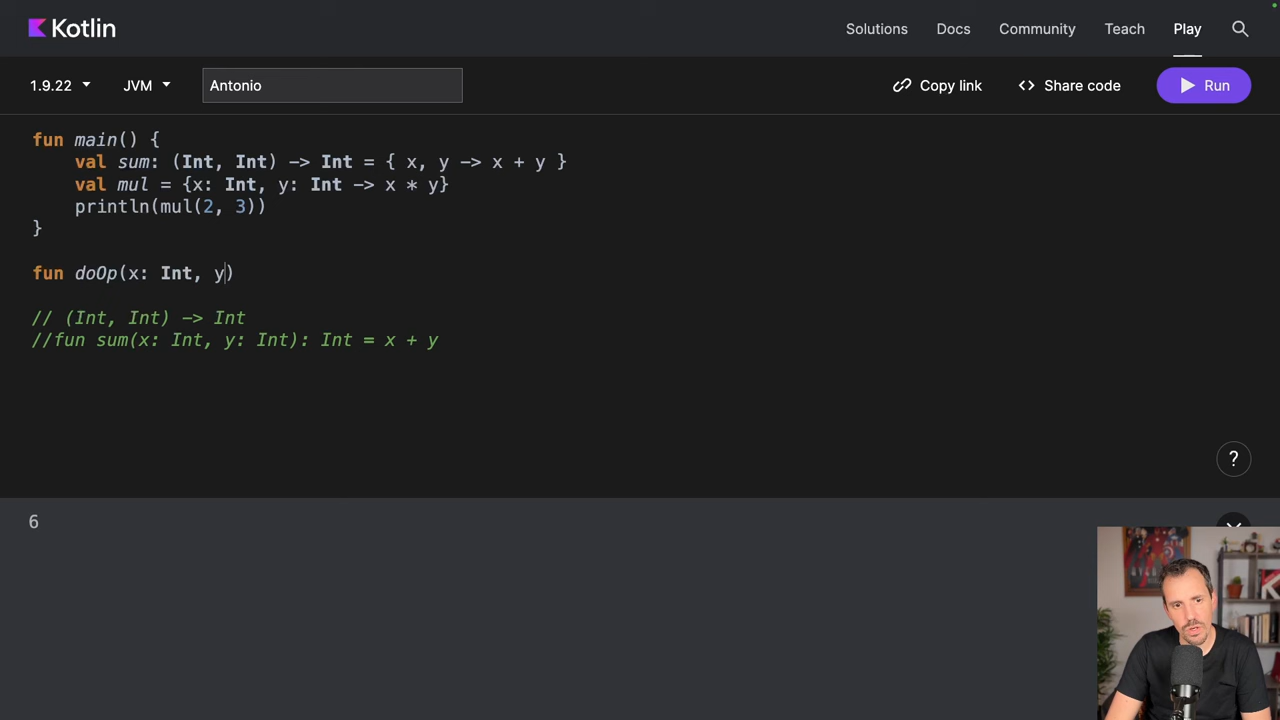 Kotlin
Solutions Docs Community Teach Play
1.9.22 JVM Antonio Copy link <> Share code Run
fun main() {
    val sum: (Int, Int) -> Int = { x, y -> x + y }
    val mul = {x: Int, y: Int -> x * y}
    println(mul(2, 3))
}
fun doOp(x: Int, y)
// (Int, Int) -> Int
//fun sum(x: Int, y: Int): Int = x + y
?
6